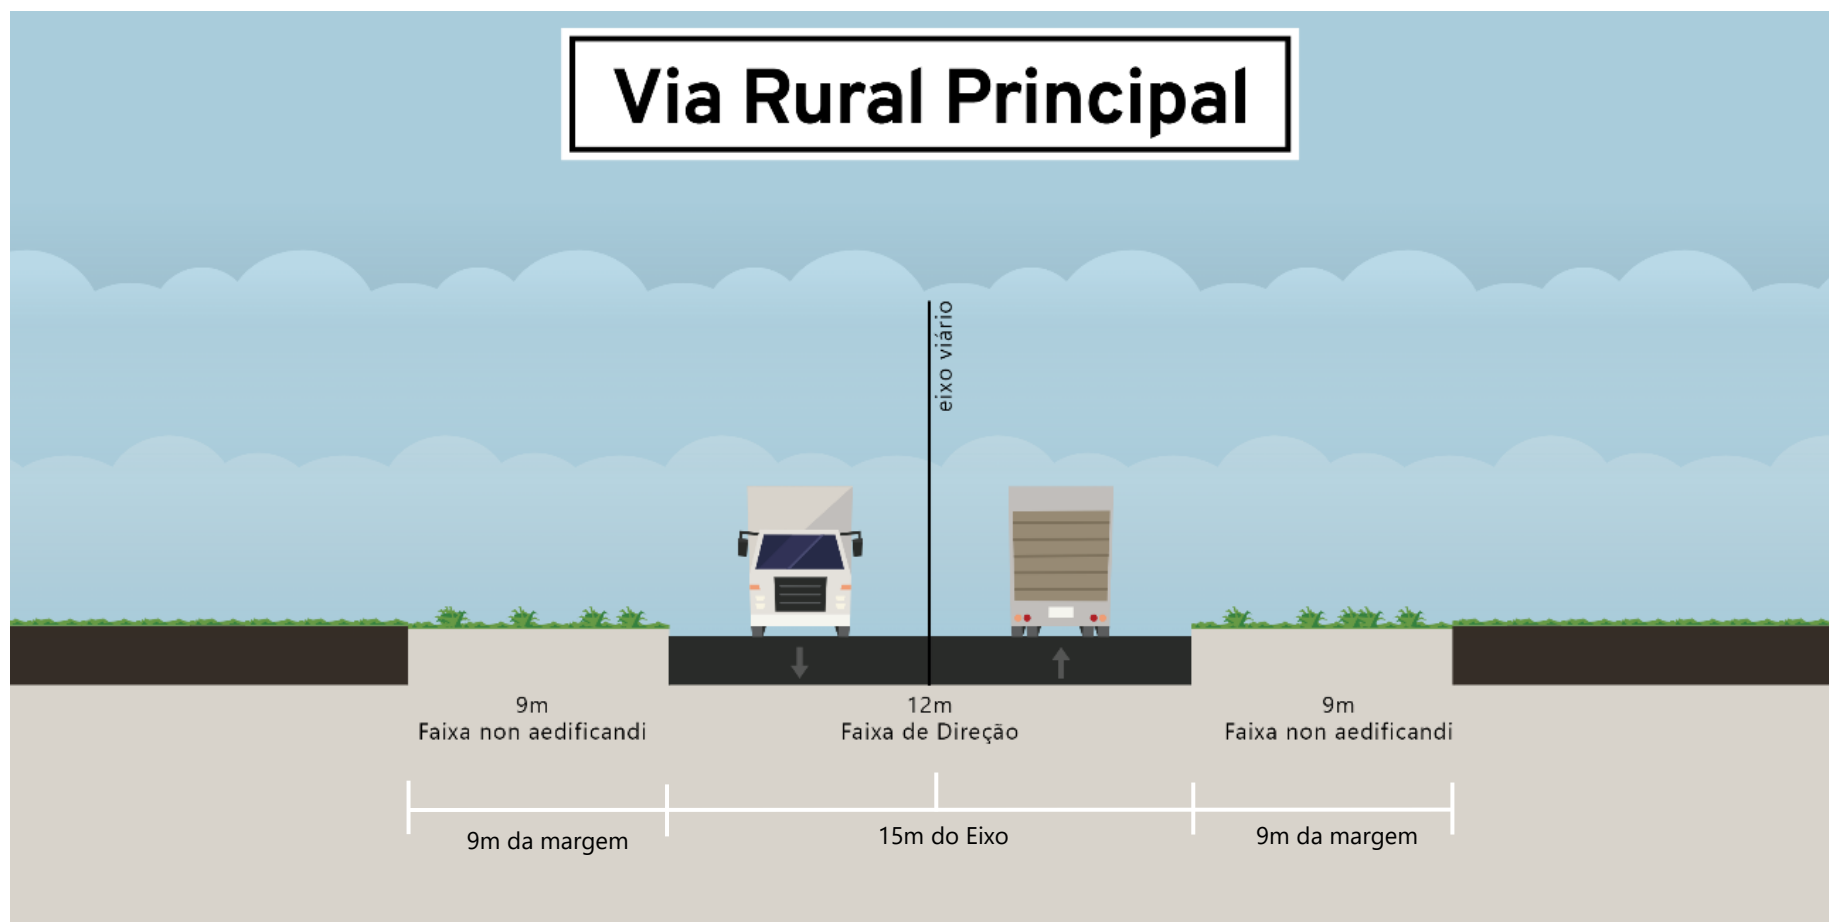 Via Rural Principal
eixo viário
9m
Faixa non aedificandi
12m
Faixa de Direção
9m
Faixa non aedificandi
9m da margem
15m do Eixo
9m da margem